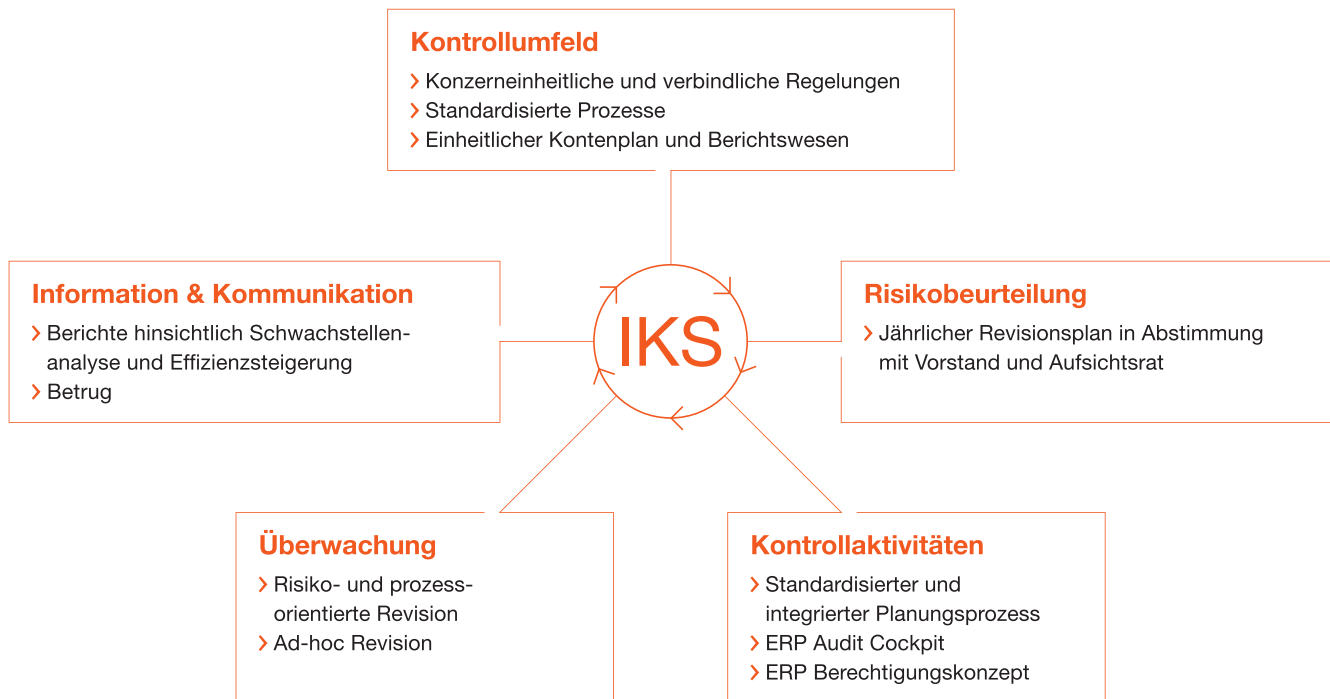 Kontrollumfeld
Konzerneinheitliche und verbindliche Regelungen
Standardisierte Prozesse
Einheitlicher Kontenplan und Berichtswesen
Information & Kommunikation
Berichte hinsichtlich Schwachstellen-
analyse und Effizienzsteigerung
Betrug
IKS
Risikobeurteilung
Jährlicher Revisionsplan in Abstimmung
mit Vorstand und Aufsichtsrat
Überwachung
Risiko- und prozess-
orientierte Revision
Ad-hoc Revision
Kontrollaktivitäten
Standardisierter und
integrierter Planungsprozess
ERP Audit Cockpit
ERP Berechtigungskonzept